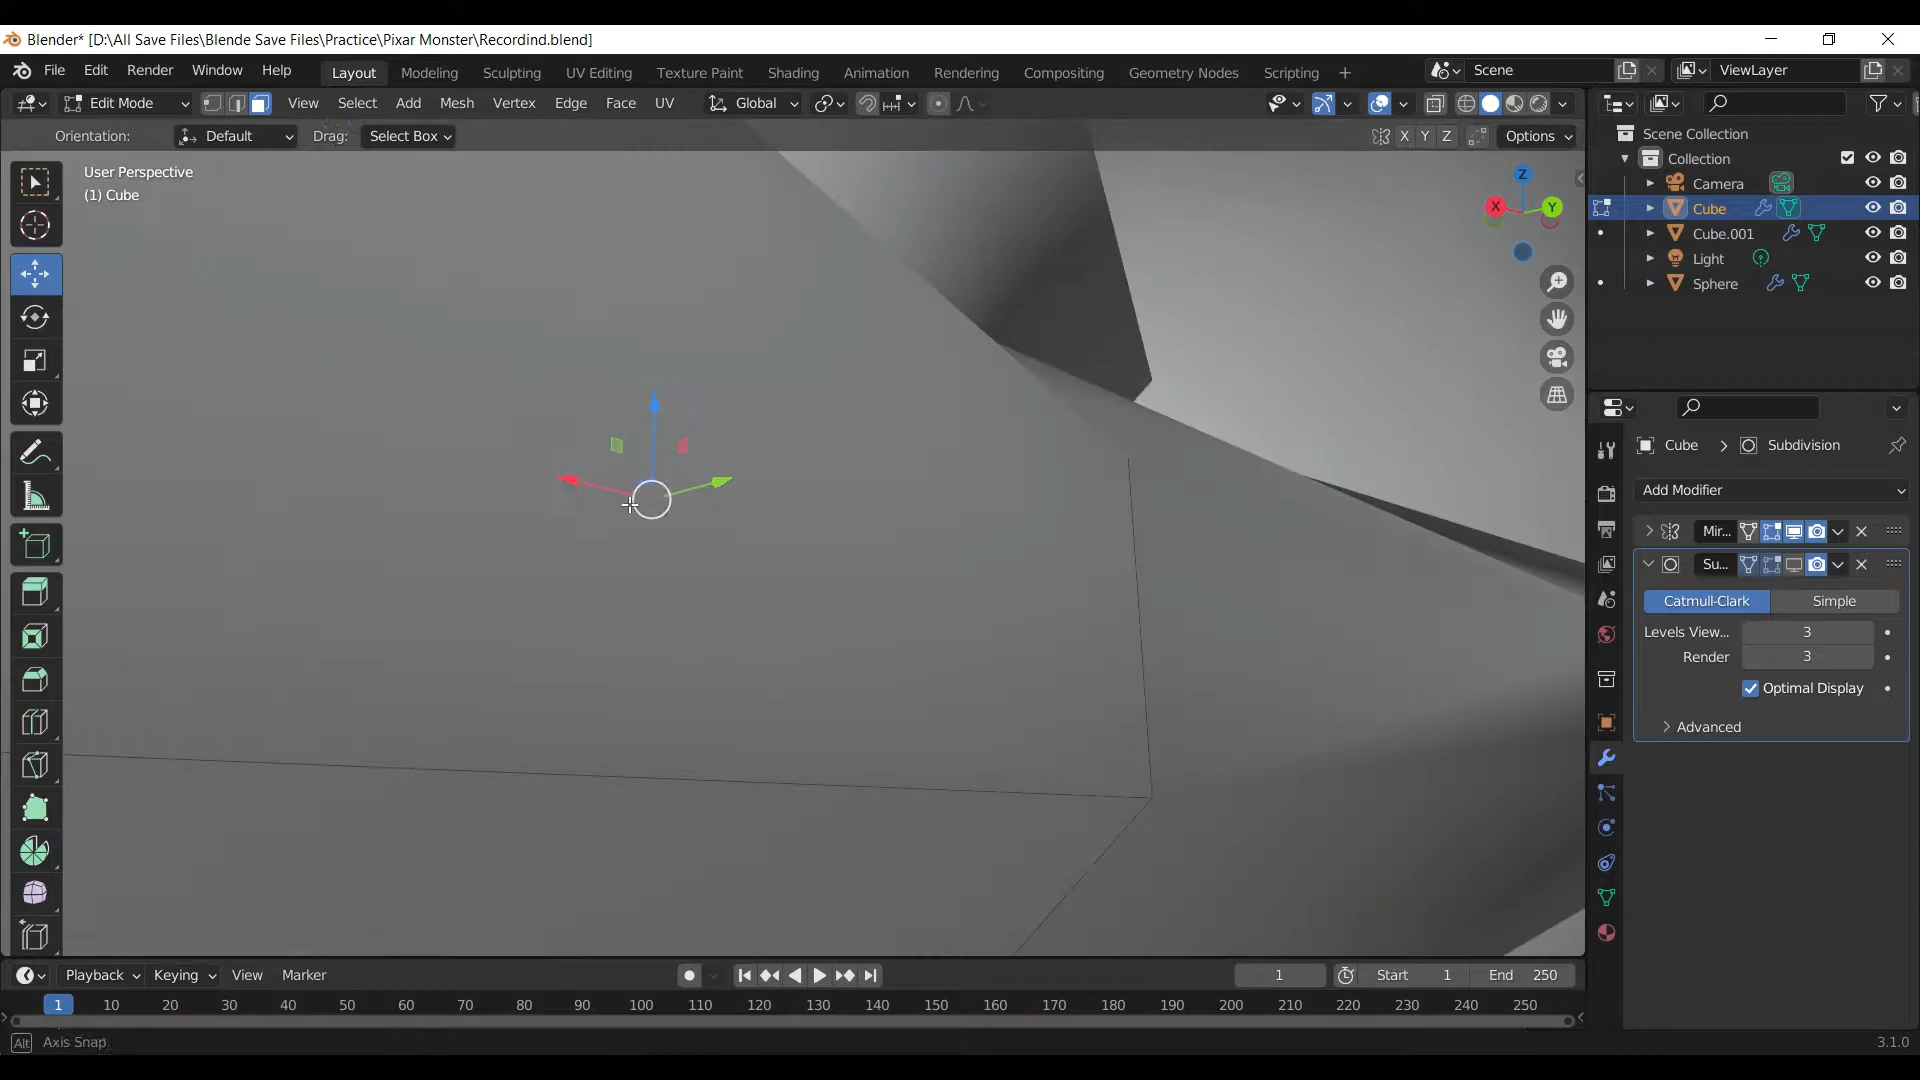 Blender* [D:\All Save Files\Blende Save Files\Practice\Pixar Monster\Recordind.blend]
File Edit Render Window Help Layout Modeling Sculpting UV Editing Texture Paint Shading Animation Rendering Compositing Geometry Nodes Scripting + Scene ViewLayer
Edit Mode View Select Add Mesh Vertex Edge Face UV Global
Orientation: Default Drag: Select Box X Y Z Options
User Perspective
(1) Cube
Z
X Y
Scene Collection
Collection
Camera
Cube
Cube.001
Light
Sphere
Cube > Subdivision
Add Modifier
Mir...
Su...
Catmull-Clark Simple
Levels View... 3
Render 3
Optimal Display
Advanced
Playback Keying View Marker 1 Start 1 End 250
1 10 20 30 40 50 60 70 80 90 100 110 120 130 140 150 160 170 180 190 200 210 220 230 240 250
Alt Axis Snap 3.1.0